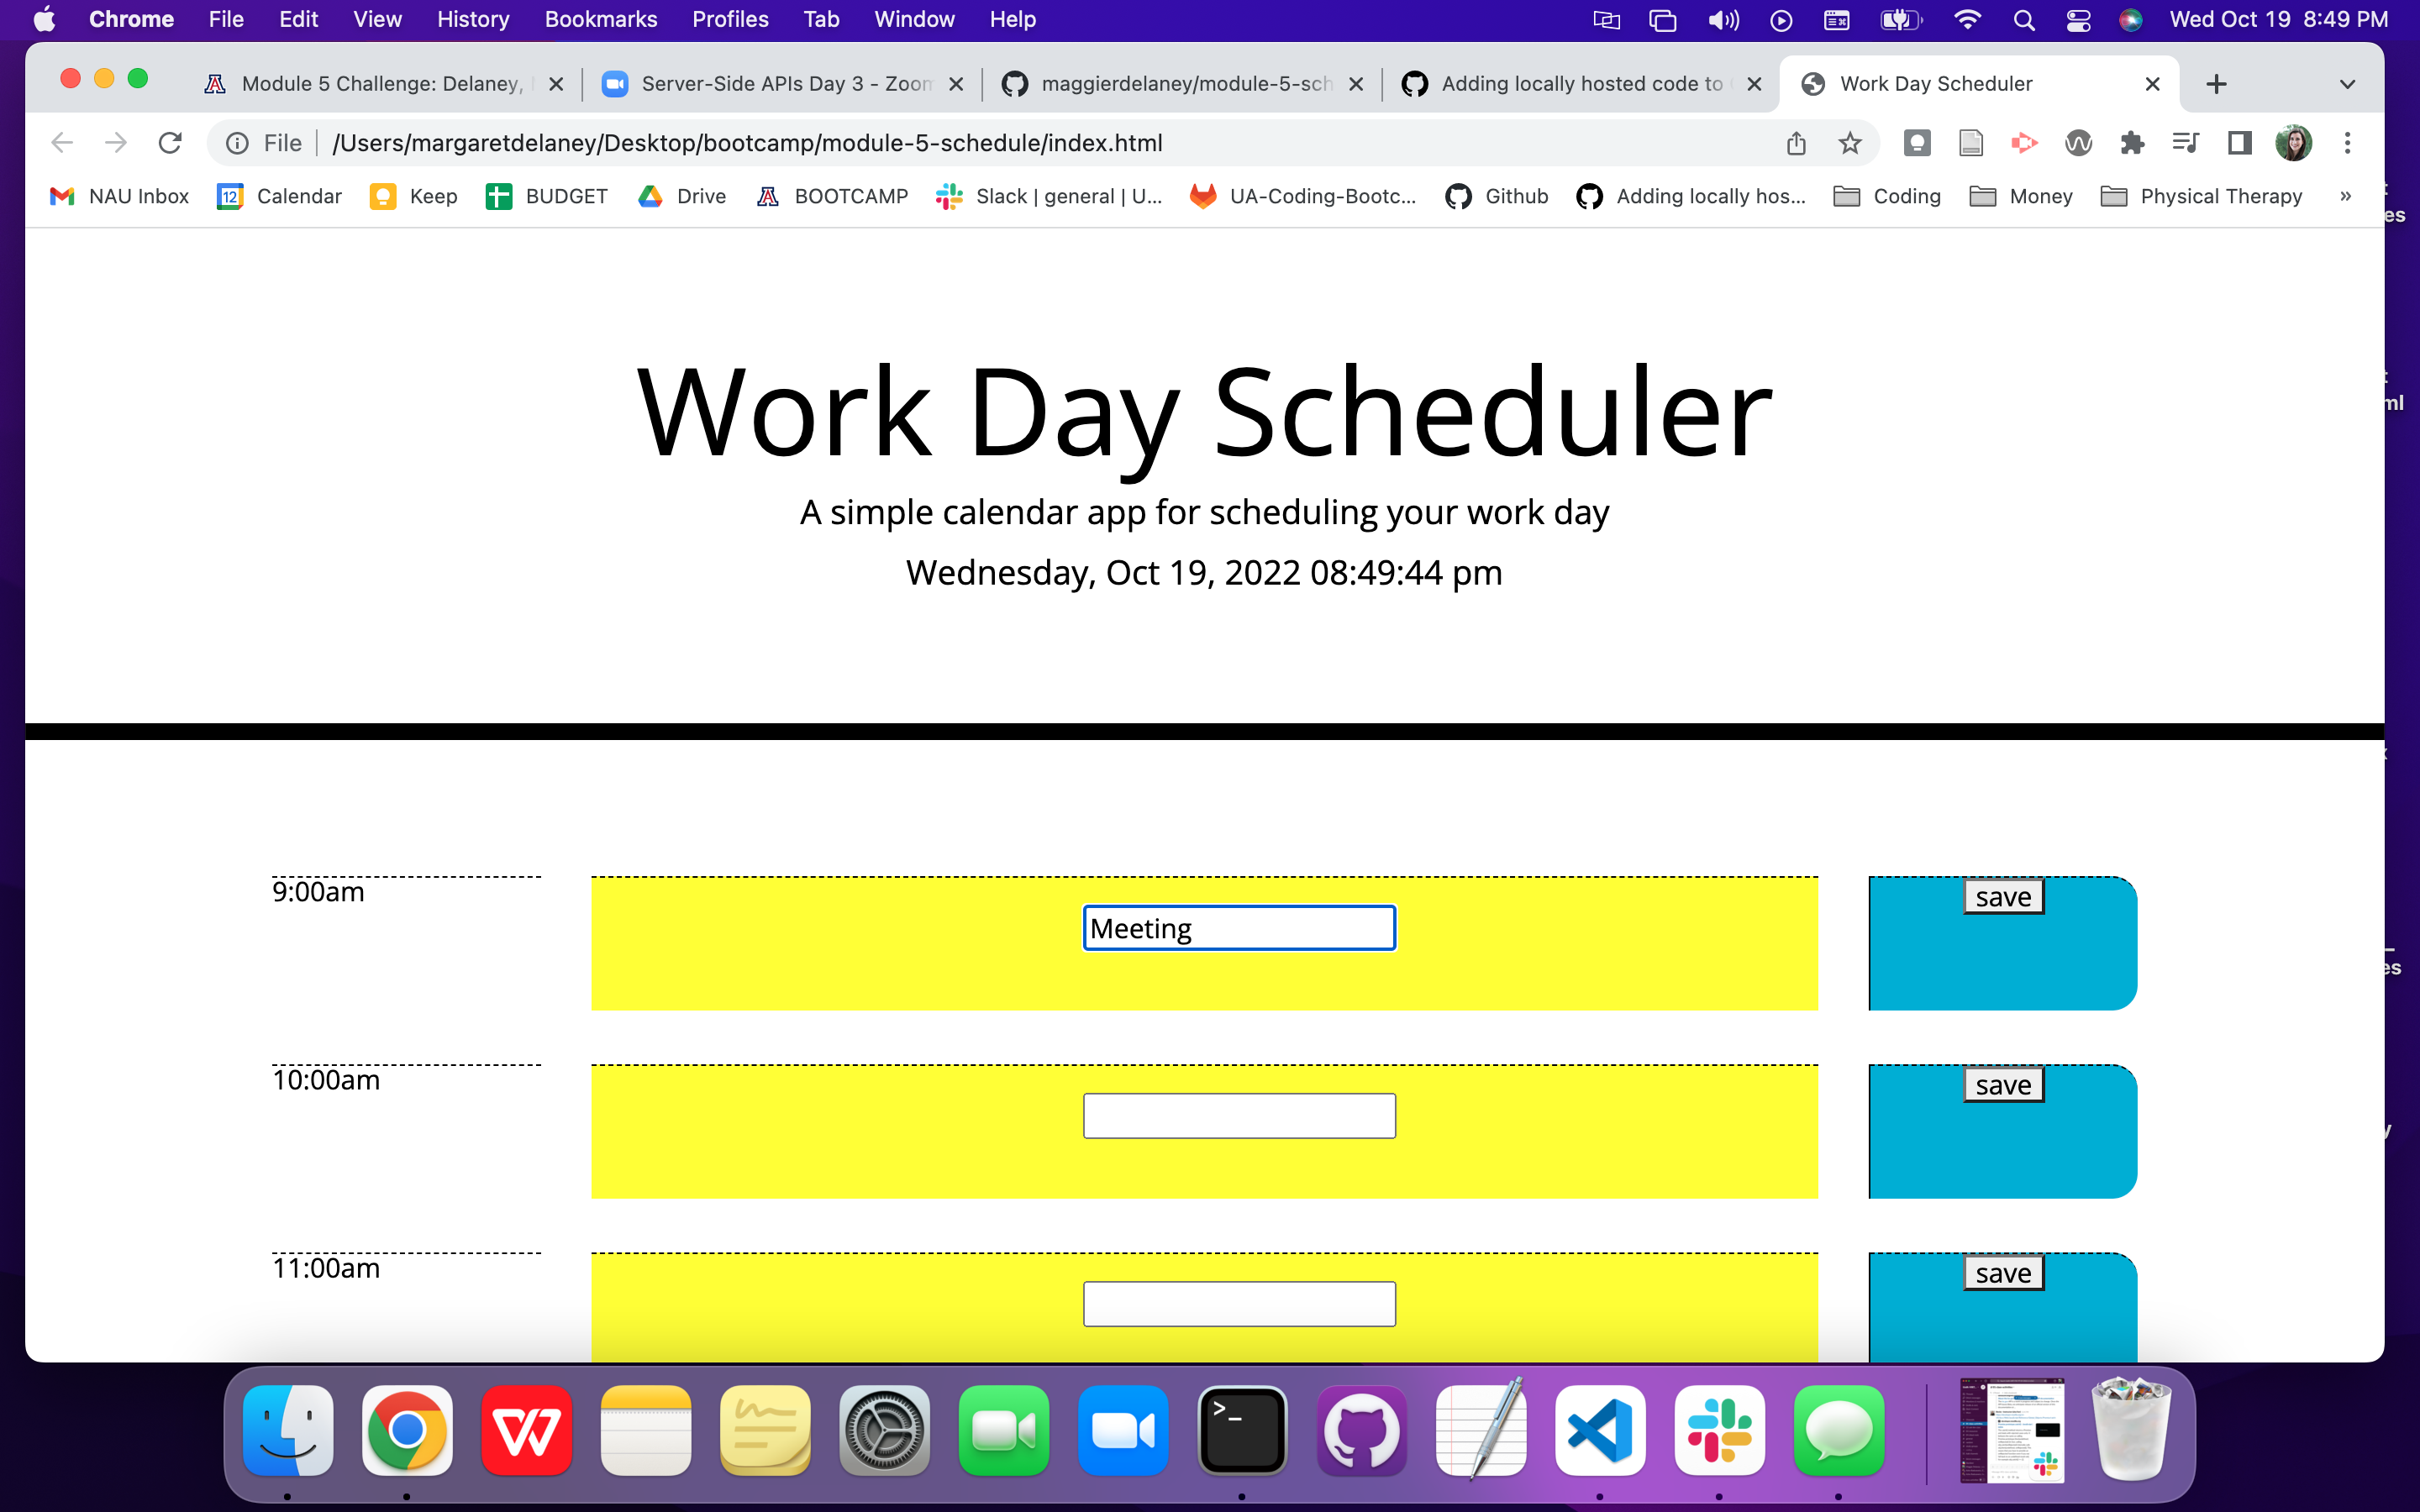 Chrome File Edit View History Bookmarks Profiles Tab Window Help Wed Oct 19 8:49 PM
Module 5 Challenge: Delaney, Server-Side APIs Day 3 - Zoom maggierdelaney/module-5-sch Adding locally hosted code to Work Day Scheduler
File /Users/margaretdelaney/Desktop/bootcamp/module-5-schedule/index.html
NAU Inbox 12 Calendar Keep BUDGET Drive BOOTCAMP Slack | general | U... UA-Coding-Bootc... Github Adding locally hos... Coding Money Physical Therapy »
es
ml
Work Day Scheduler
A simple calendar app for scheduling your work day
Wednesday, Oct 19, 2022 08:49:44 pm
9:00am Meeting save
es
10:00am save
11:00am save